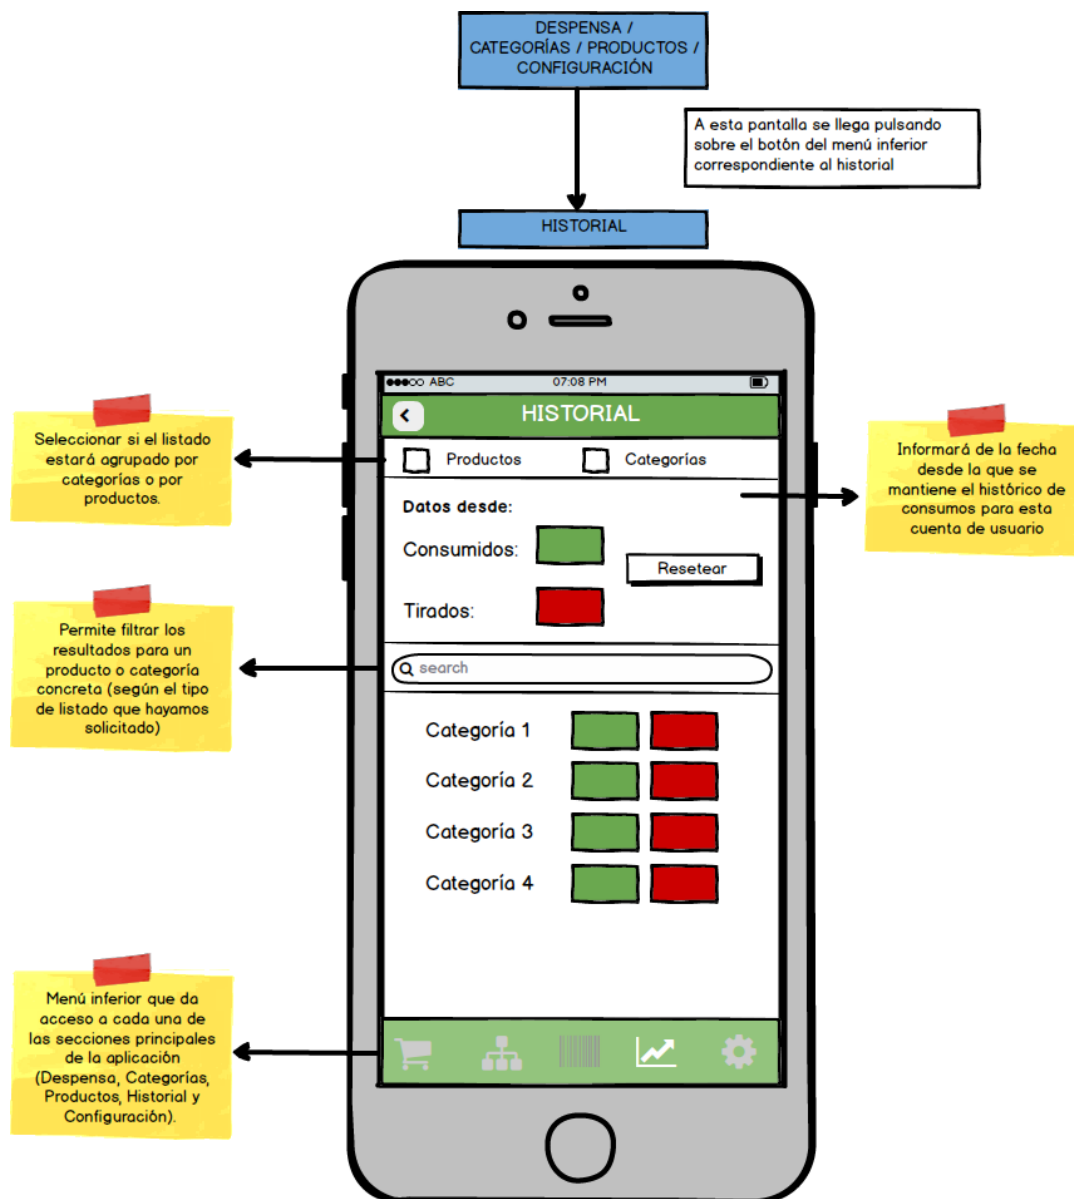 DESPENSA /
CATEGORÍAS / PRODUCTOS /
CONFIGURACIÓN
A esta pantalla se llega pulsando
sobre el botón del menú inferior
correspondiente al historial
HISTORIAL
ABC
07:08 PM
HISTORIAL
Productos
Categorías
Datos desde:
Consumidos:
Resetear
Tirados:
search
Categoría 1
Categoría 2
Categoría 3
Categoría 4
Seleccionar si el listado
estará agrupado por
categorías o por
productos.
Informará de la fecha
desde la que se
mantiene el histórico de
consumos para esta
cuenta de usuario
Permite filtrar los
resultados para un
producto o categoría
concreta (según el tipo
de listado que hayamos
solicitado)
Menú inferior que da
acceso a cada una de
las secciones principales
de la aplicación
(Despensa, Categorías,
Productos, Historial y
Configuración).